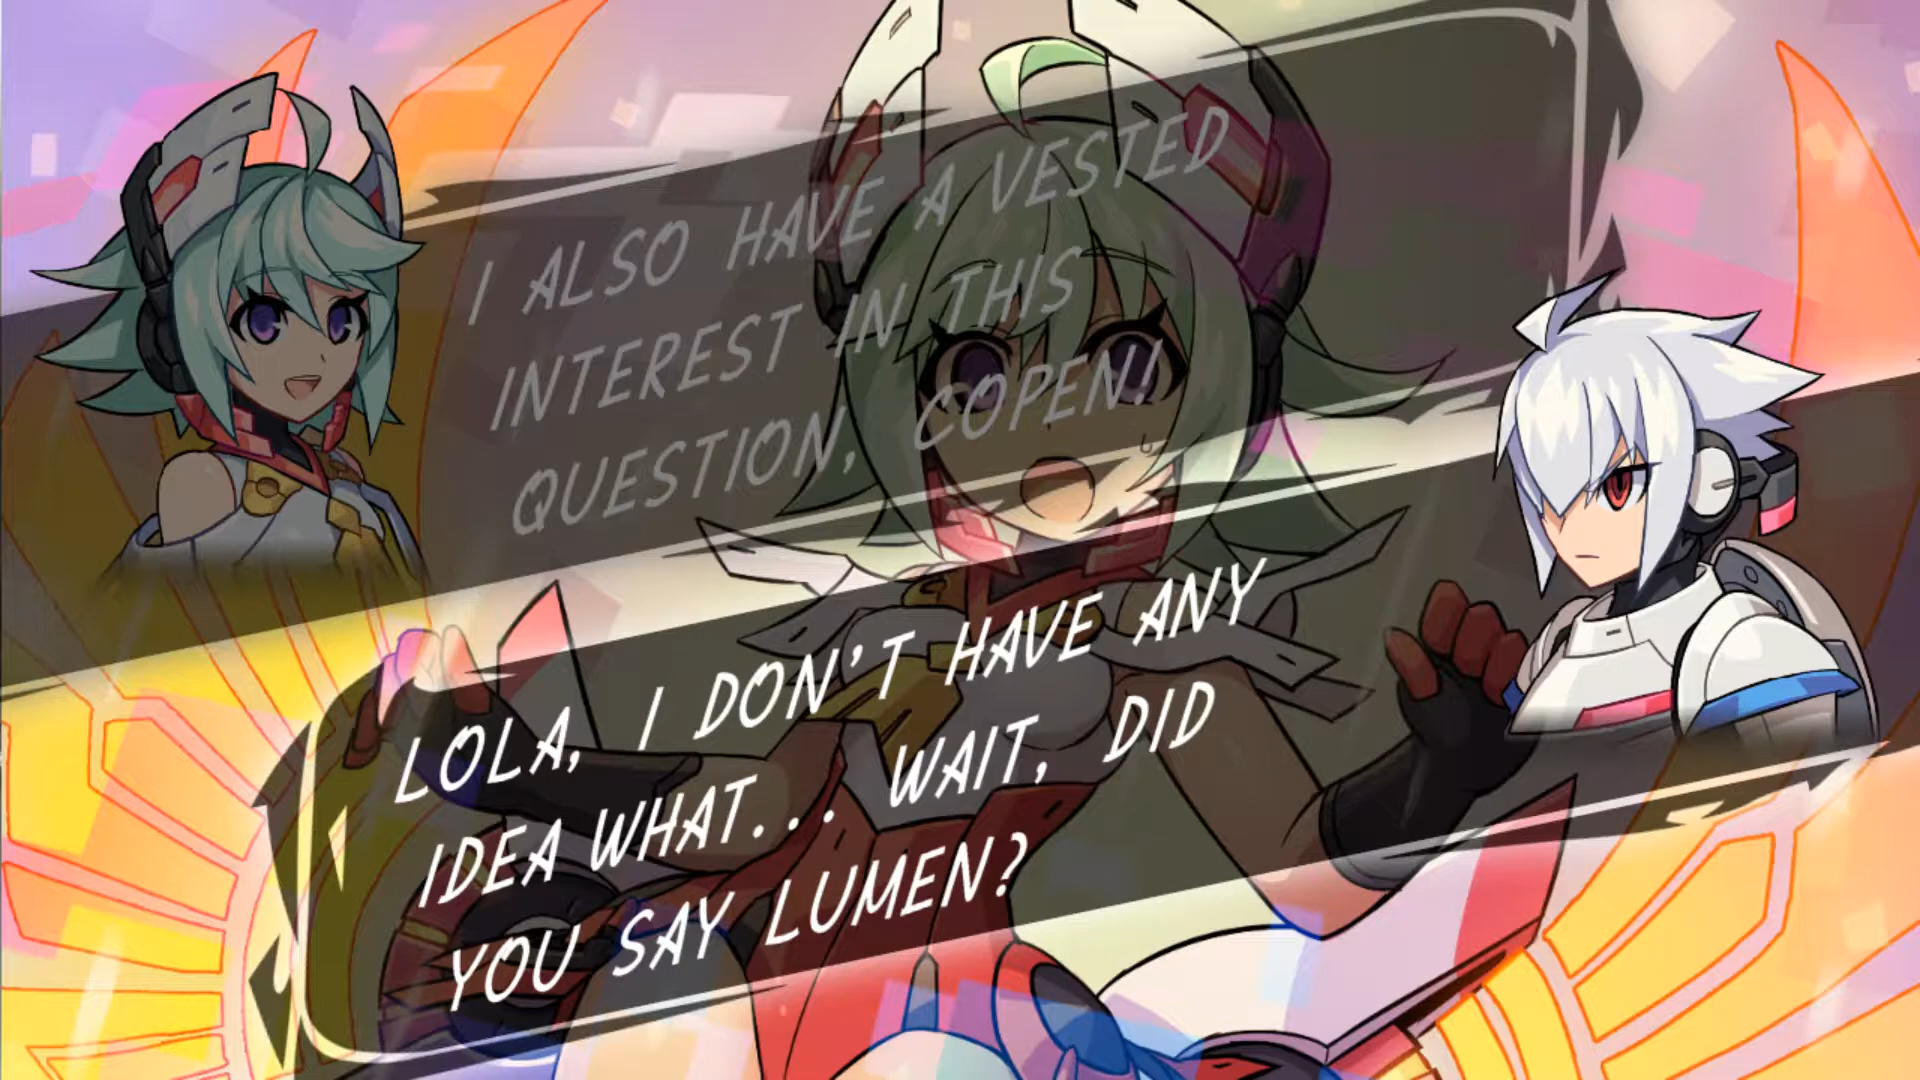 I ALSO HAVE A VESTED
INTEREST IN THIS
QUESTION, COPEN!
LOLA, I DON'T HAVE ANY
IDEA WHAT... WAIT, DID
YOU SAY LUMEN?